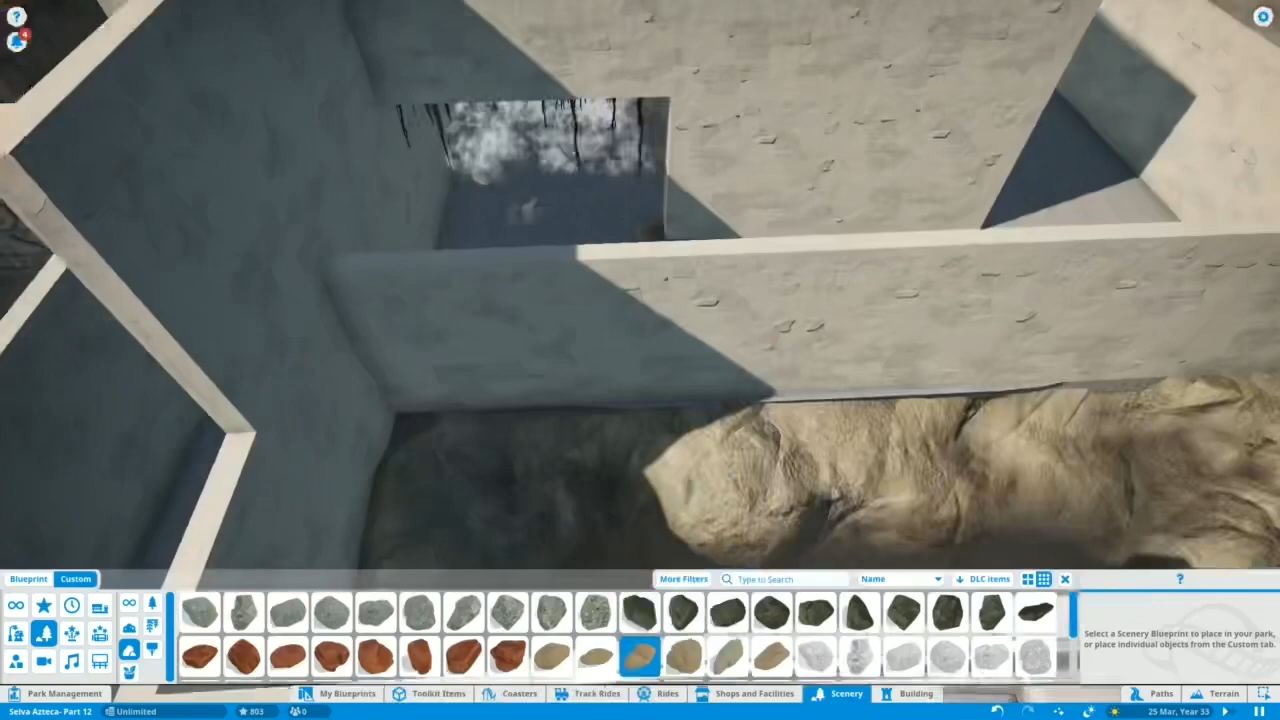 ?
4
Blueprint Custom More Filters Type to Search Name DLC items ?
Select a Scenery Blueprint to place in your park,
or place individual objects from the Custom tab.
Park Management My Blueprints Toolkit Items Coasters Track Rides Rides Shops and Facilities Scenery Building Paths Terrain
Selva Azteca- Part 12 Unlimited 803 0 25 Mar, Year 33